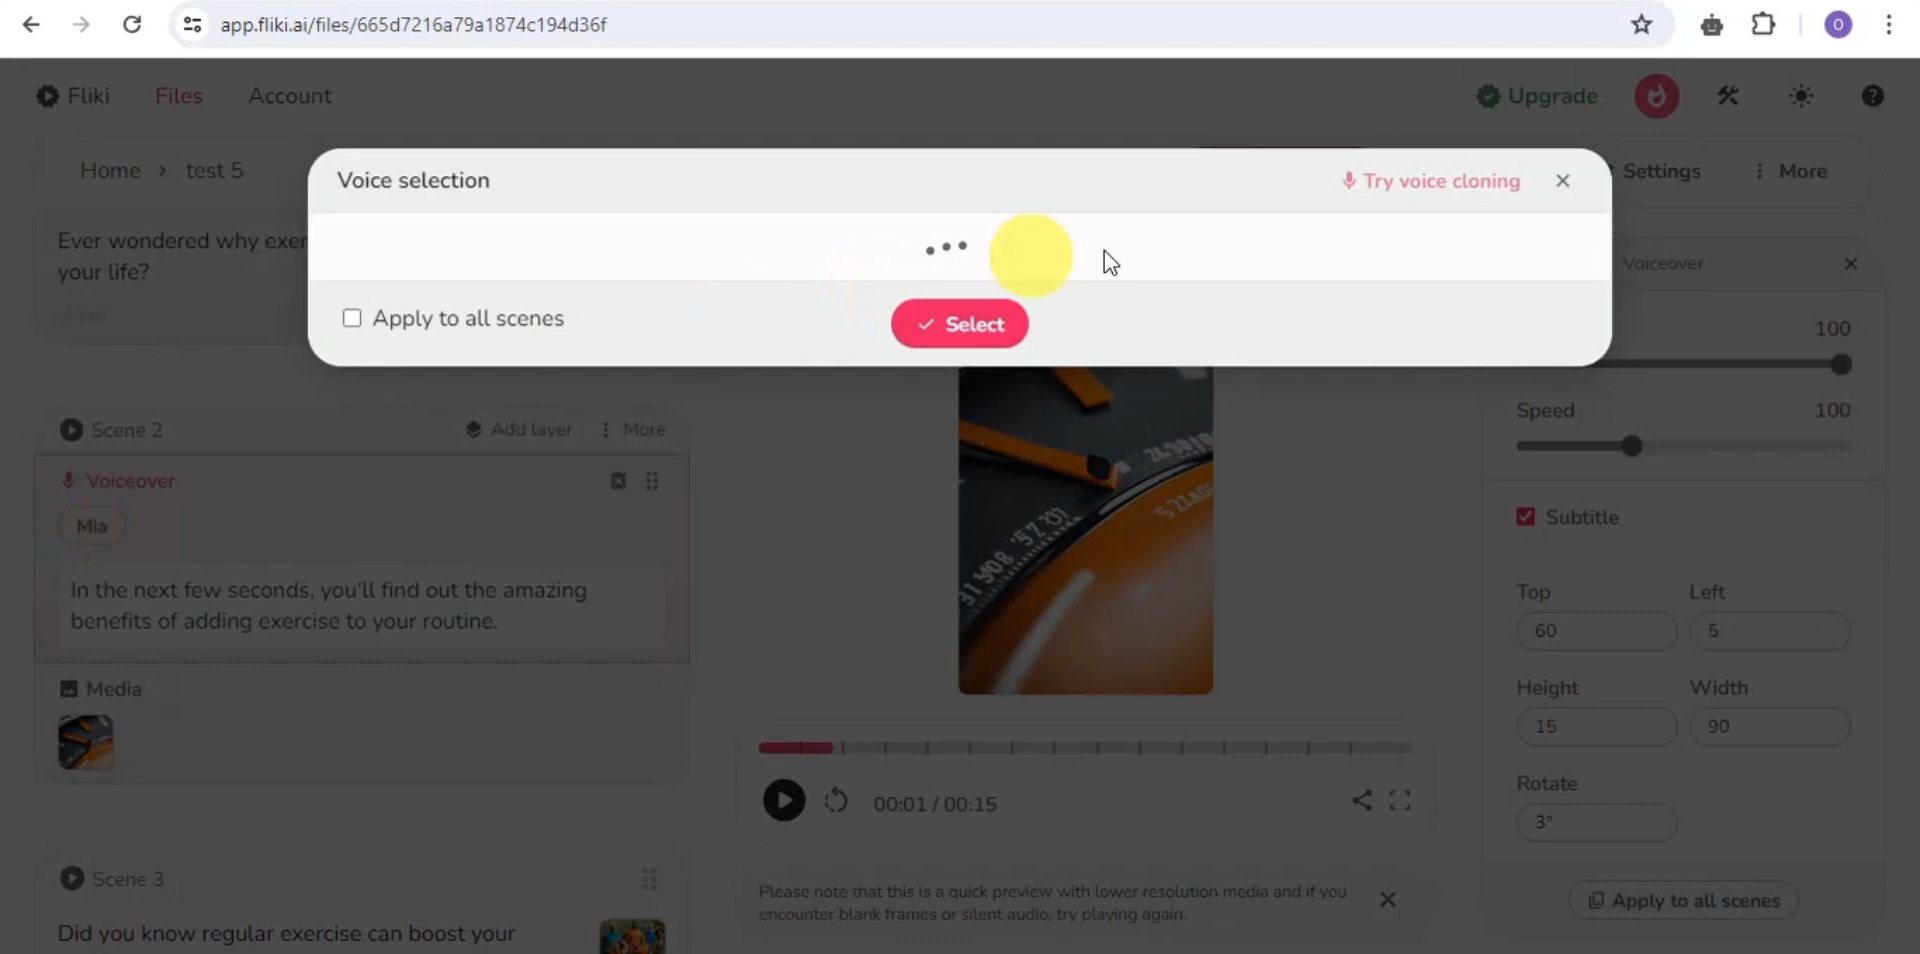 app.fliki.ai/files/665d7216a79a1874c194d36f
O
Fliki
Files
Account
Upgrade
Home > test 5
Settings
More
Voice selection
Try voice cloning
Apply to all scenes
Select
Ever wondered why exer
your life?
Voiceover
100
Speed
100
Scene 2
Add layer
More
Voiceover
Mia
In the next few seconds, you'll find out the amazing
benefits of adding exercise to your routine.
Media
Subtitle
Top
Left
60
5
Height
Width
15
90
Rotate
3°
Apply to all scenes
00:01 / 00:15
Please note that this is a quick preview with lower resolution media and if you
encounter blank frames or silent audio, try playing again.
Scene 3
Did you know regular exercise can boost your